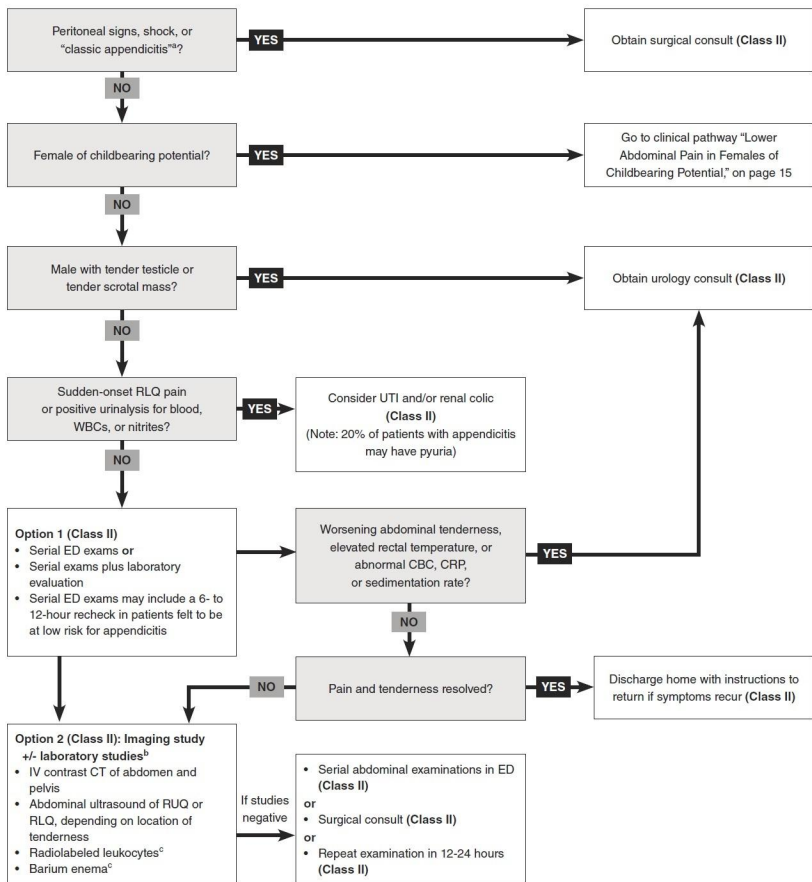 Peritoneal signs, shock, or
“classic appendicitis”ª?
YES
Obtain surgical consult (Class II)
NO
Female of childbearing potential?
YES
Go to clinical pathway “Lower
Abdominal Pain in Females of
Childbearing Potential,” on page 15
NO
Male with tender testicle or
tender scrotal mass?
YES
Obtain urology consult (Class II)
NO
Sudden-onset RLQ pain
or positive urinalysis for blood,
WBCs, or nitrites?
YES
Consider UTI and/or renal colic
(Class II)
(Note: 20% of patients with appendicitis
may have pyuria)
NO
Option 1 (Class II)
• Serial ED exams or
• Serial exams plus laboratory
evaluation
• Serial ED exams may include a 6- to
12-hour recheck in patients felt to be
at low risk for appendicitis
Worsening abdominal tenderness,
elevated rectal temperature, or
abnormal CBC, CRP,
or sedimentation rate?
YES
NO
Pain and tenderness resolved?
NO
YES
Discharge home with instructions to
return if symptoms recur (Class II)
Option 2 (Class II): Imaging study
+/- laboratory studiesᵇ
• IV contrast CT of abdomen and
pelvis
• Abdominal ultrasound of RUQ or
RLQ, depending on location of
tenderness
• Radiolabeled leukocytesᶜ
• Barium enemaᶜ
If studies
negative
• Serial abdominal examinations in ED
(Class II)
or
• Surgical consult (Class II)
or
• Repeat examination in 12-24 hours
(Class II)